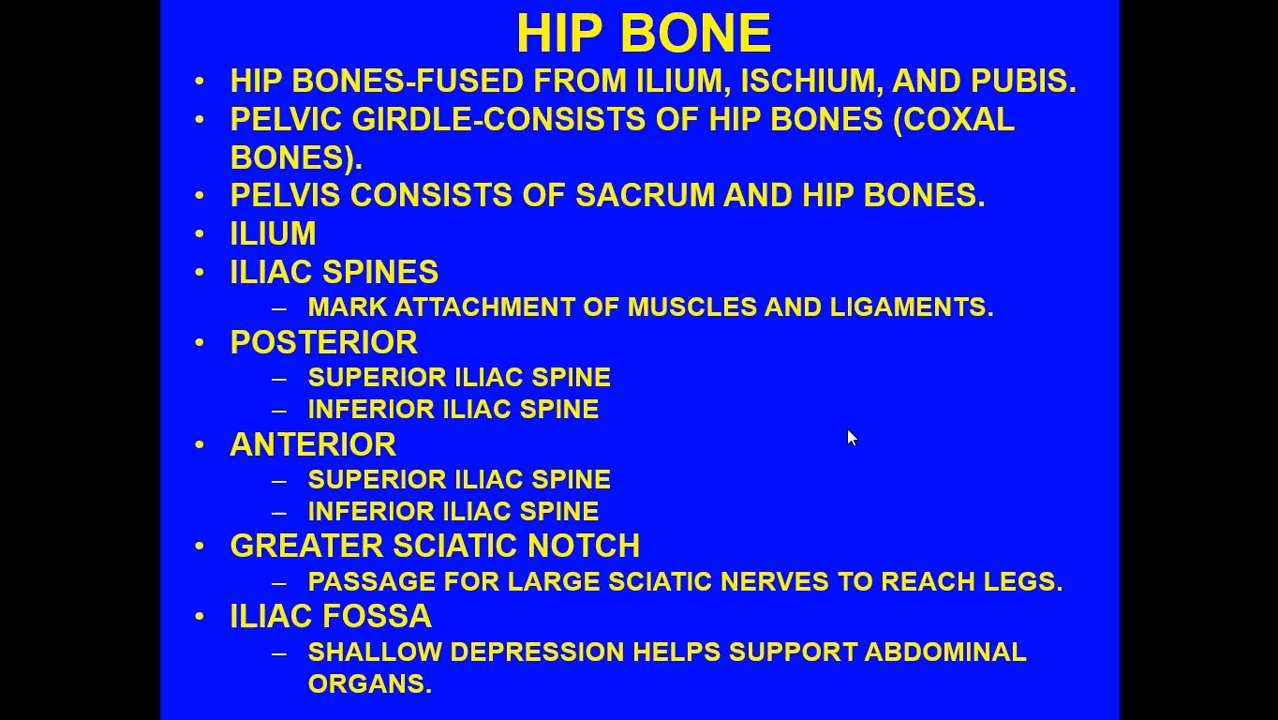 HIP BONE
• HIP BONES-FUSED FROM ILIUM, ISCHIUM, AND PUBIS.
• PELVIC GIRDLE-CONSISTS OF HIP BONES (COXAL
BONES).
• PELVIS CONSISTS OF SACRUM AND HIP BONES.
• ILIUM
• ILIAC SPINES
– MARK ATTACHMENT OF MUSCLES AND LIGAMENTS.
• POSTERIOR
– SUPERIOR ILIAC SPINE
– INFERIOR ILIAC SPINE
• ANTERIOR
– SUPERIOR ILIAC SPINE
– INFERIOR ILIAC SPINE
• GREATER SCIATIC NOTCH
– PASSAGE FOR LARGE SCIATIC NERVES TO REACH LEGS.
• ILIAC FOSSA
– SHALLOW DEPRESSION HELPS SUPPORT ABDOMINAL
ORGANS.